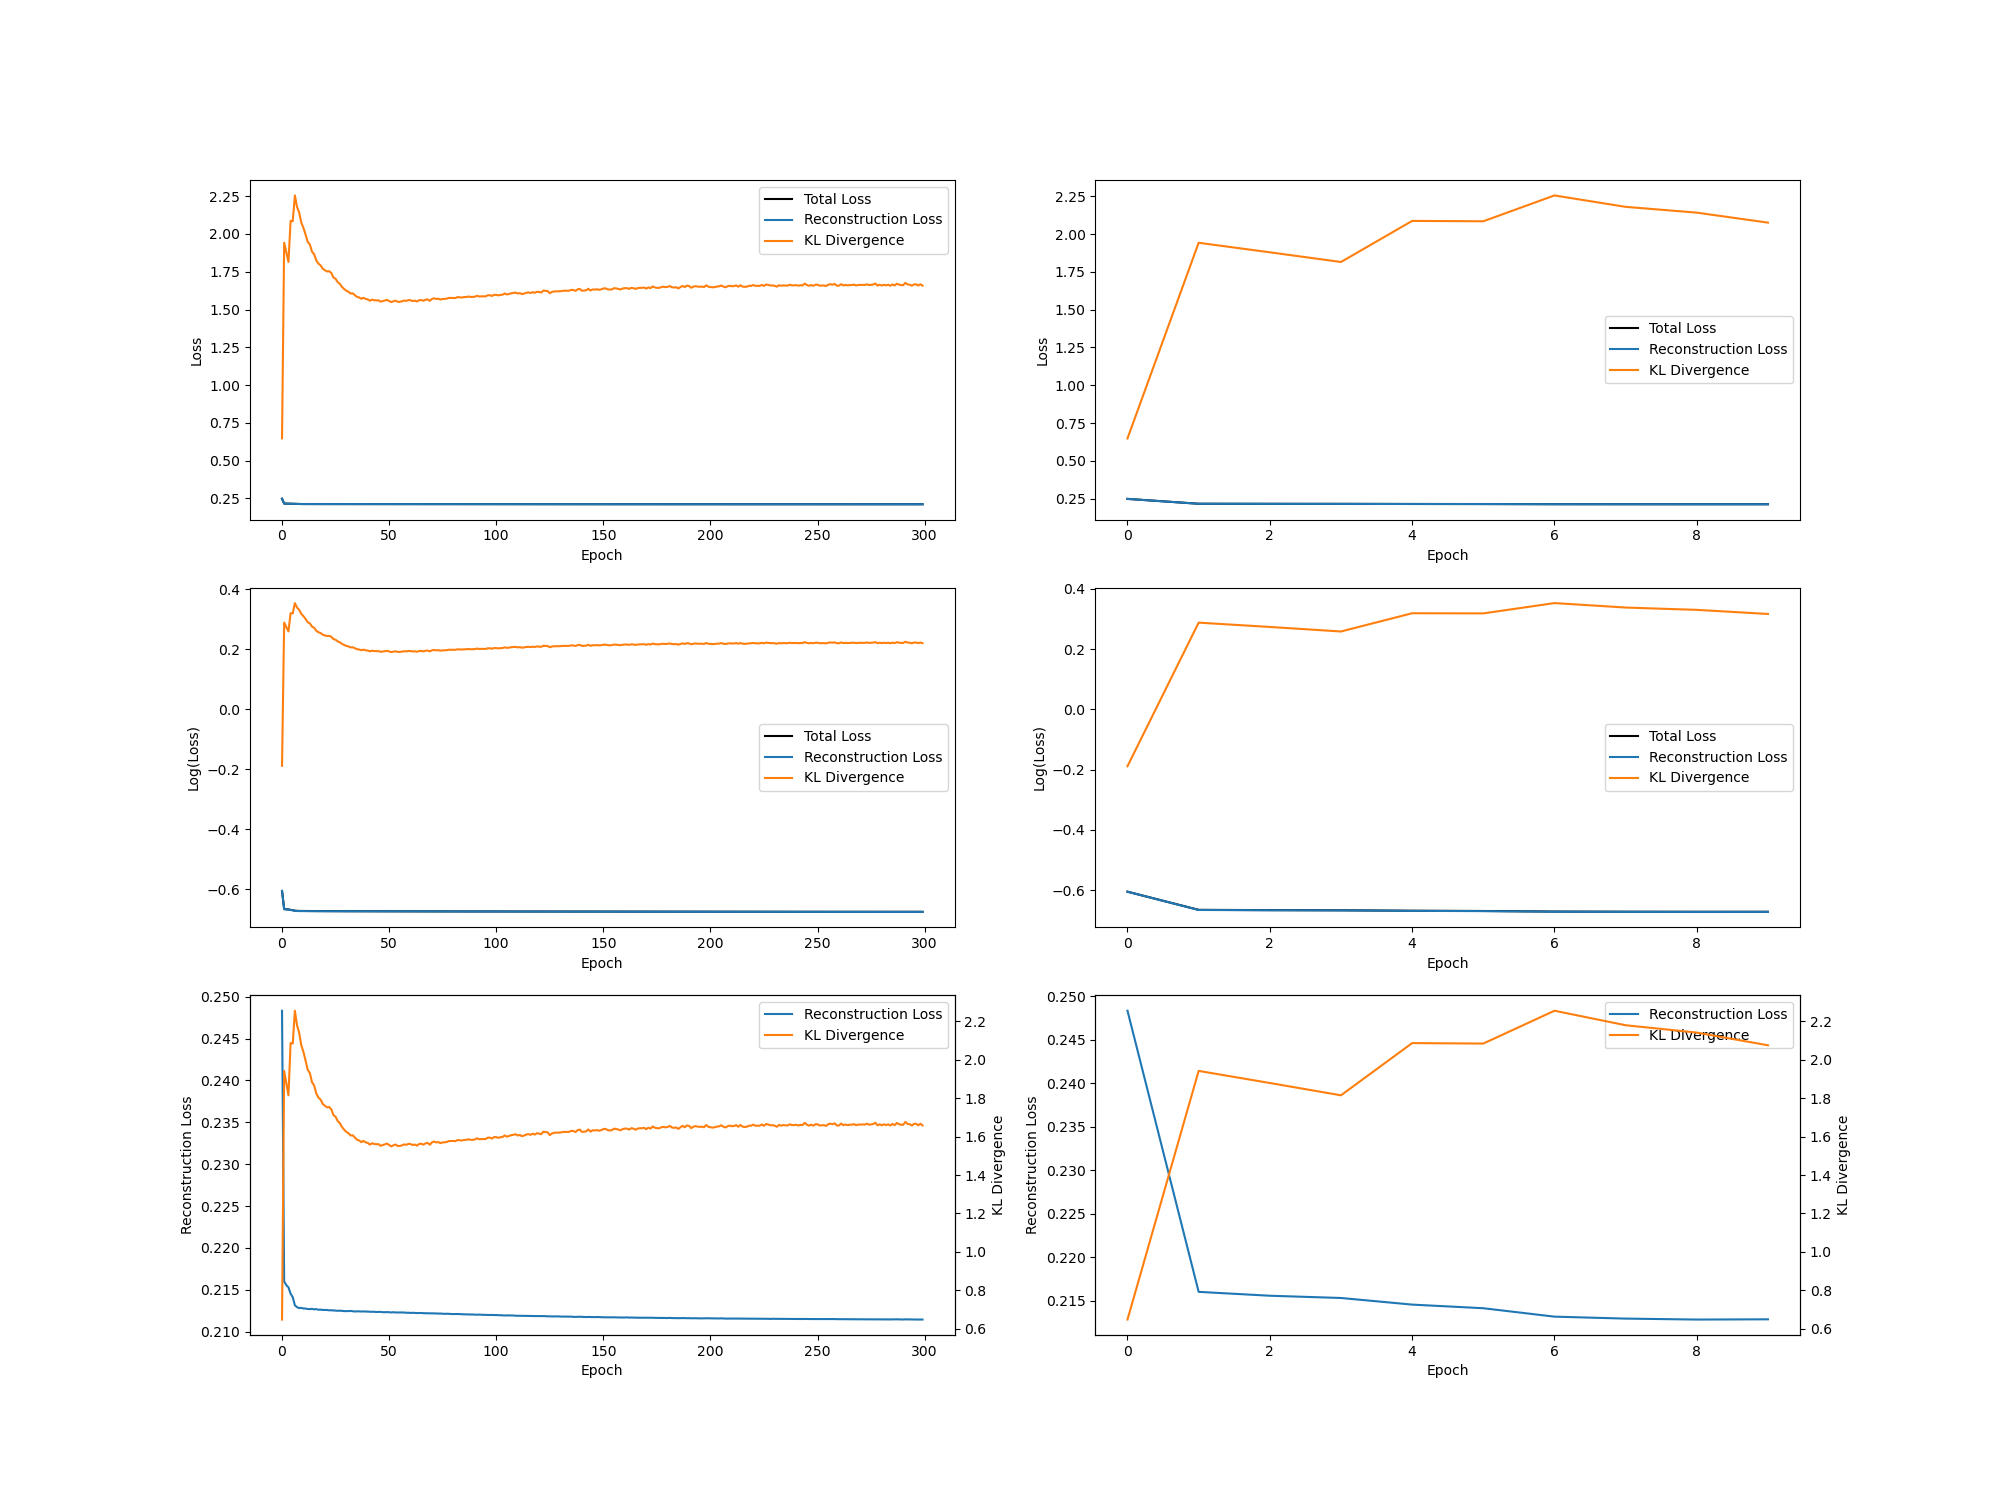 2.25
2.00
1.75
1.50
1.25
1.00
0.75
0.50
0.25
Loss
0 50 100 150 200 250 300
Epoch
Total Loss
Reconstruction Loss
KL Divergence
2.25
2.00
1.75
1.50
1.25
1.00
0.75
0.50
0.25
Loss
0 2 4 6 8
Epoch
Total Loss
Reconstruction Loss
KL Divergence
0.4
0.2
0.0
−0.2
−0.4
−0.6
Log(Loss)
0 50 100 150 200 250 300
Epoch
Total Loss
Reconstruction Loss
KL Divergence
0.4
0.2
0.0
−0.2
−0.4
−0.6
Log(Loss)
0 2 4 6 8
Epoch
Total Loss
Reconstruction Loss
KL Divergence
0.250
0.245
0.240
0.235
0.230
0.225
0.220
0.215
0.210
Reconstruction Loss
0 50 100 150 200 250 300
Epoch
Reconstruction Loss
KL Divergence
2.2
2.0
1.8
1.6
1.4
1.2
1.0
0.8
0.6
KL Divergence
0.250
0.245
0.240
0.235
0.230
0.225
0.220
0.215
Reconstruction Loss
0 2 4 6 8
Epoch
Reconstruction Loss
KL Divergence
2.2
2.0
1.8
1.6
1.4
1.2
1.0
0.8
0.6
KL Divergence